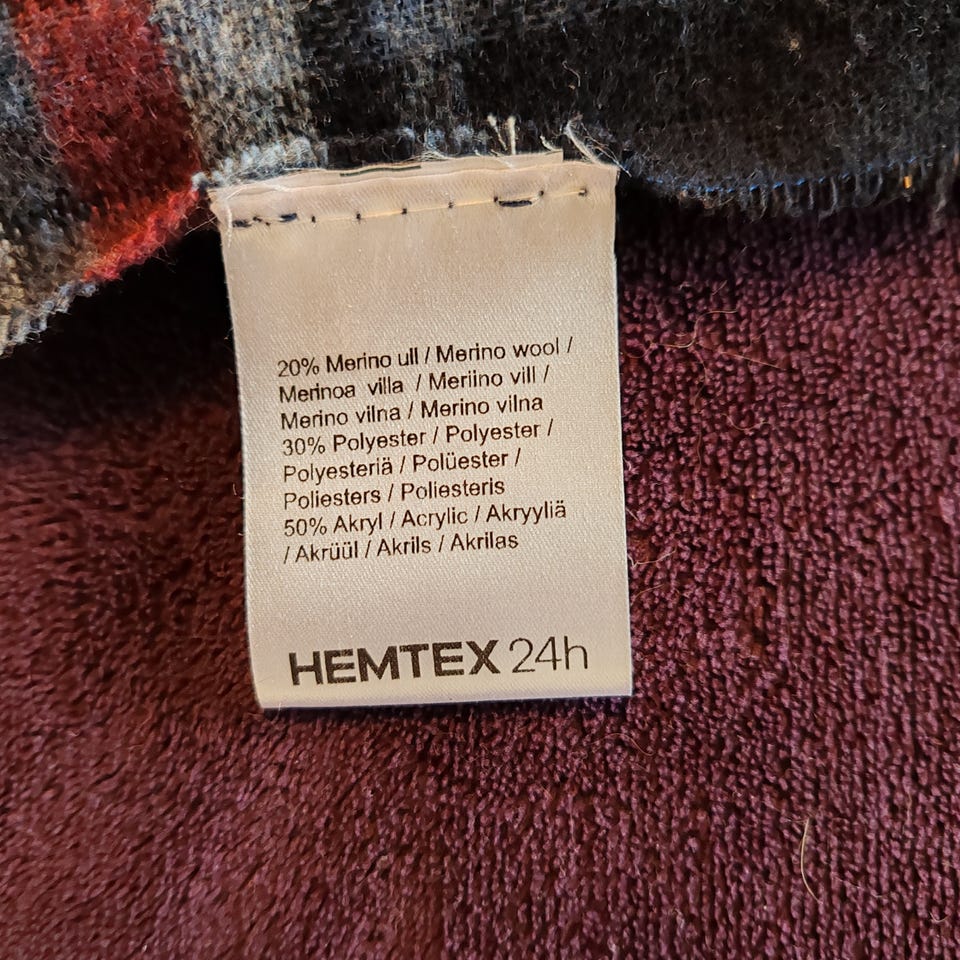 20% Merino ull / Merino wool /
Merinoa villa / Meriino vill /
Merino vilna / Merino vilna
30% Polyester / Polyester /
Polyesteriä / Polüester /
Poliesters / Poliesteris
50% Akryl / Acrylic / Akryyliä
/ Akrüül / Akrils / Akrilas
HEMTEX 24h